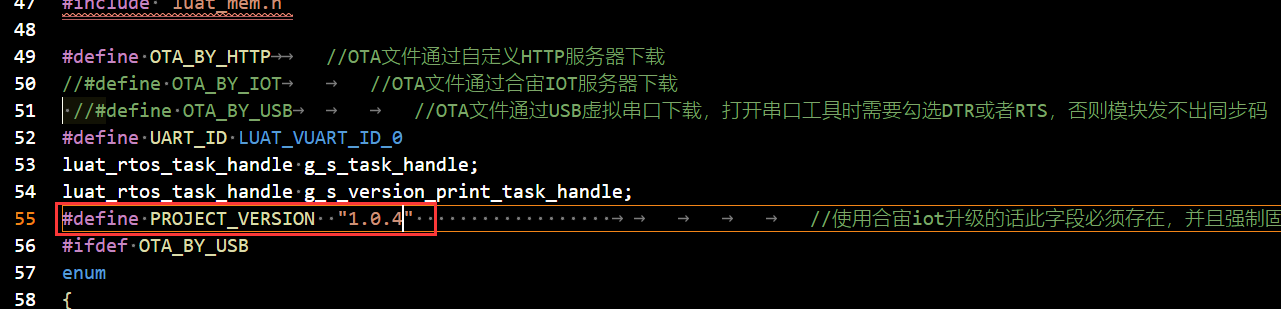 47 #include "luat_mem.h"
48
49 #define OTA_BY_HTTP //OTA文件通过自定义HTTP服务器下载
50 //#define OTA_BY_IOT //OTA文件通过合宙IOT服务器下载
51 //#define OTA_BY_USB //OTA文件通过USB虚拟串口下载，打开串口工具时需要勾选DTR或者RTS，否则模块发不出同步码
52 #define UART_ID LUAT_VUART_ID_0
53 luat_rtos_task_handle g_s_task_handle;
54 luat_rtos_task_handle g_s_version_print_task_handle;
55 #define PROJECT_VERSION "1.0.4" //使用合宙iot升级的话此字段必须存在，并且强制固
56 #ifdef OTA_BY_USB
57 enum
58 {